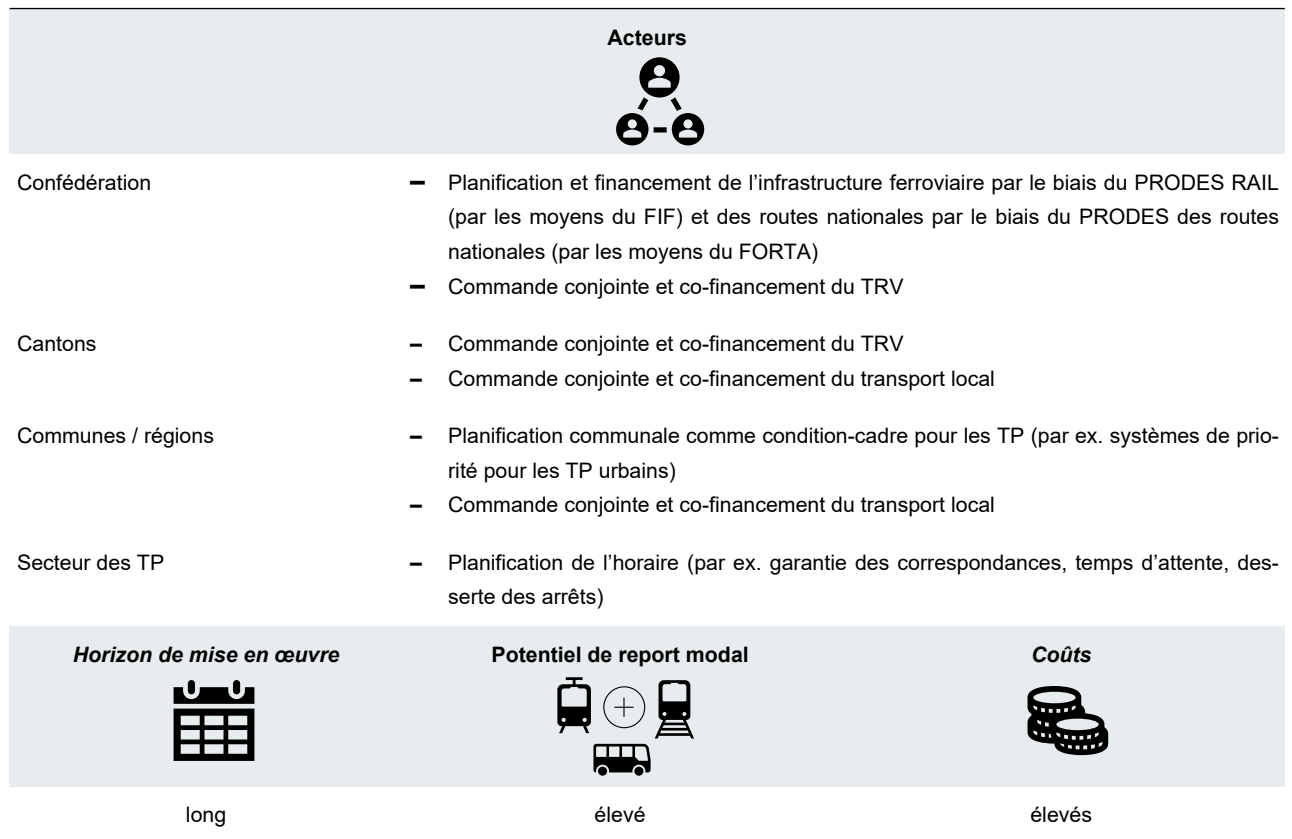 Acteurs
Confédération
– Planification et financement de l’infrastructure ferroviaire par le biais du PRODES RAIL
(par les moyens du FIF) et des routes nationales par le biais du PRODES des routes
nationales (par les moyens du FORTA)
– Commande conjointe et co-financement du TRV
Cantons
– Commande conjointe et co-financement du TRV
– Commande conjointe et co-financement du transport local
Communes / régions
– Planification communale comme condition-cadre pour les TP (par ex. systèmes de prio-
rité pour les TP urbains)
– Commande conjointe et co-financement du transport local
Secteur des TP
– Planification de l’horaire (par ex. garantie des correspondances, temps d’attente, des-
serte des arrêts)
Horizon de mise en œuvre
Potentiel de report modal
Coûts
long
élevé
élevés